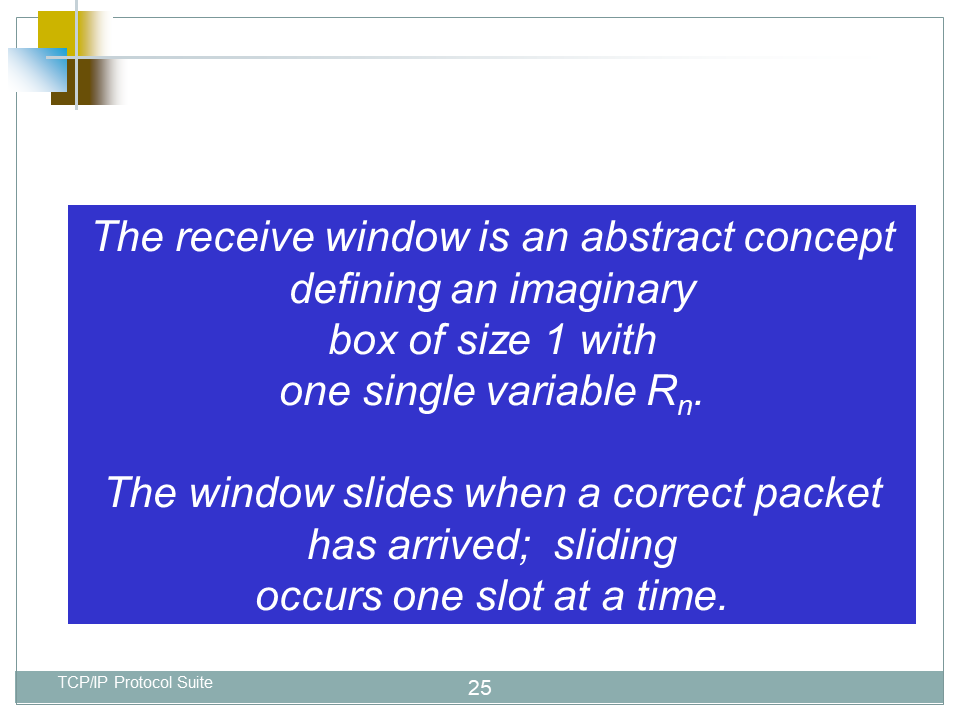 The receive window is an abstract concept
defining an imaginary
box of size 1 with
one single variable Rn.
The window slides when a correct packet
has arrived;  sliding
occurs one slot at a time.
TCP/IP Protocol Suite
25